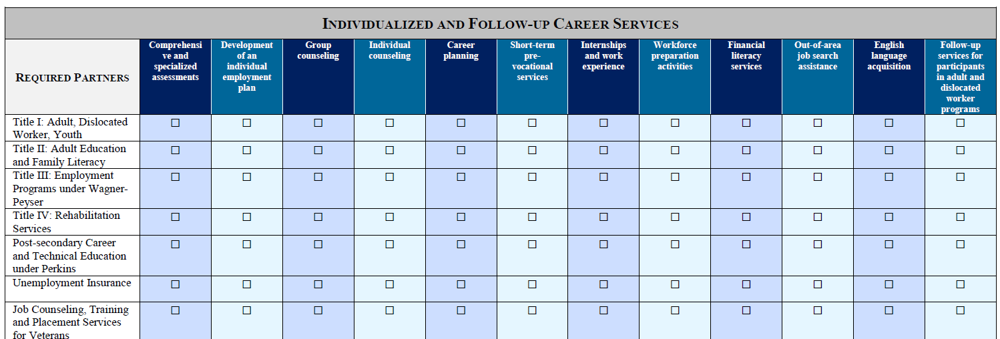 INDIVIDUALIZED AND FOLLOW-UP CAREER SERVICES
REQUIRED PARTNERS
Comprehensi
ve and
specialized
assessments
Development
of an
individual
employment
plan
Group
counseling
Individual
counseling
Career
planning
Short-term
pre-
vocational
services
Internships
and work
experience
Workforce
preparation
activities
Financial
literacy
services
Out-of-area
job search
assistance
English
language
acquisition
Follow-up
services for
participants
in adult and
dislocated
worker
programs
Title I: Adult, Dislocated
Worker, Youth
☐ ☐ ☐ ☐ ☐ ☐ ☐ ☐ ☐ ☐ ☐ ☐
Title II: Adult Education
and Family Literacy
☐ ☐ ☐ ☐ ☐ ☐ ☐ ☐ ☐ ☐ ☐ ☐
Title III: Employment
Programs under Wagner-
Peyser
☐ ☐ ☐ ☐ ☐ ☐ ☐ ☐ ☐ ☐ ☐ ☐
Title IV: Rehabilitation
Services
☐ ☐ ☐ ☐ ☐ ☐ ☐ ☐ ☐ ☐ ☐ ☐
Post-secondary Career
and Technical Education
under Perkins
☐ ☐ ☐ ☐ ☐ ☐ ☐ ☐ ☐ ☐ ☐ ☐
Unemployment Insurance
☐ ☐ ☐ ☐ ☐ ☐ ☐ ☐ ☐ ☐ ☐ ☐
Job Counseling, Training
and Placement Services
for Veterans
☐ ☐ ☐ ☐ ☐ ☐ ☐ ☐ ☐ ☐ ☐ ☐